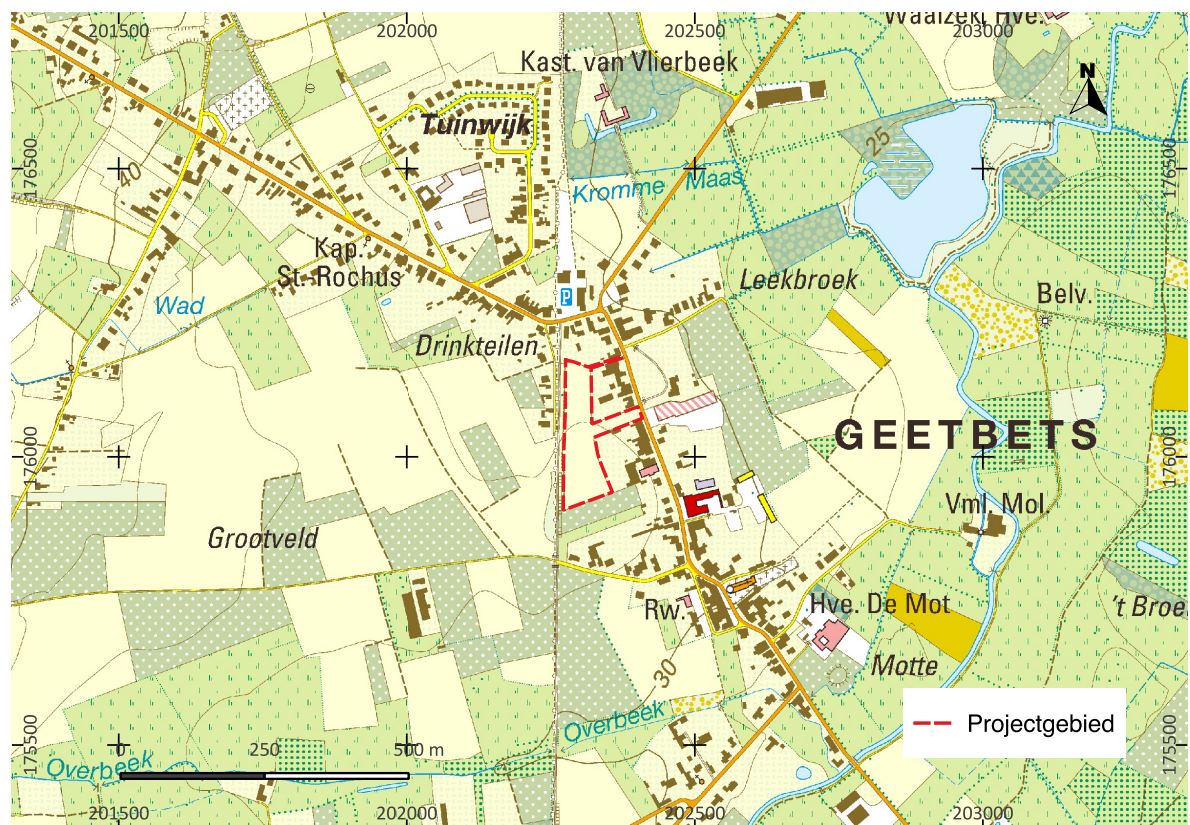 Waalzek. Hve.
201500
202000
202500
203000
Kast. van Vlierbeek
N
Tuinwijk
25
176500
40
176500
Kromme Maas
Kap.
St.-Rochus
Leekbroek
P
Wad
Belv.
Drinkteilen
GEETBETS
176000
176000
Vml. Mol.
Grootveld
Rw.
Hve. De Mot
't Broe
30
Motte
Overbeek
Projectgebied
175500
175500
0
250
500 m
Overbeek
201500
202000
202500
203000